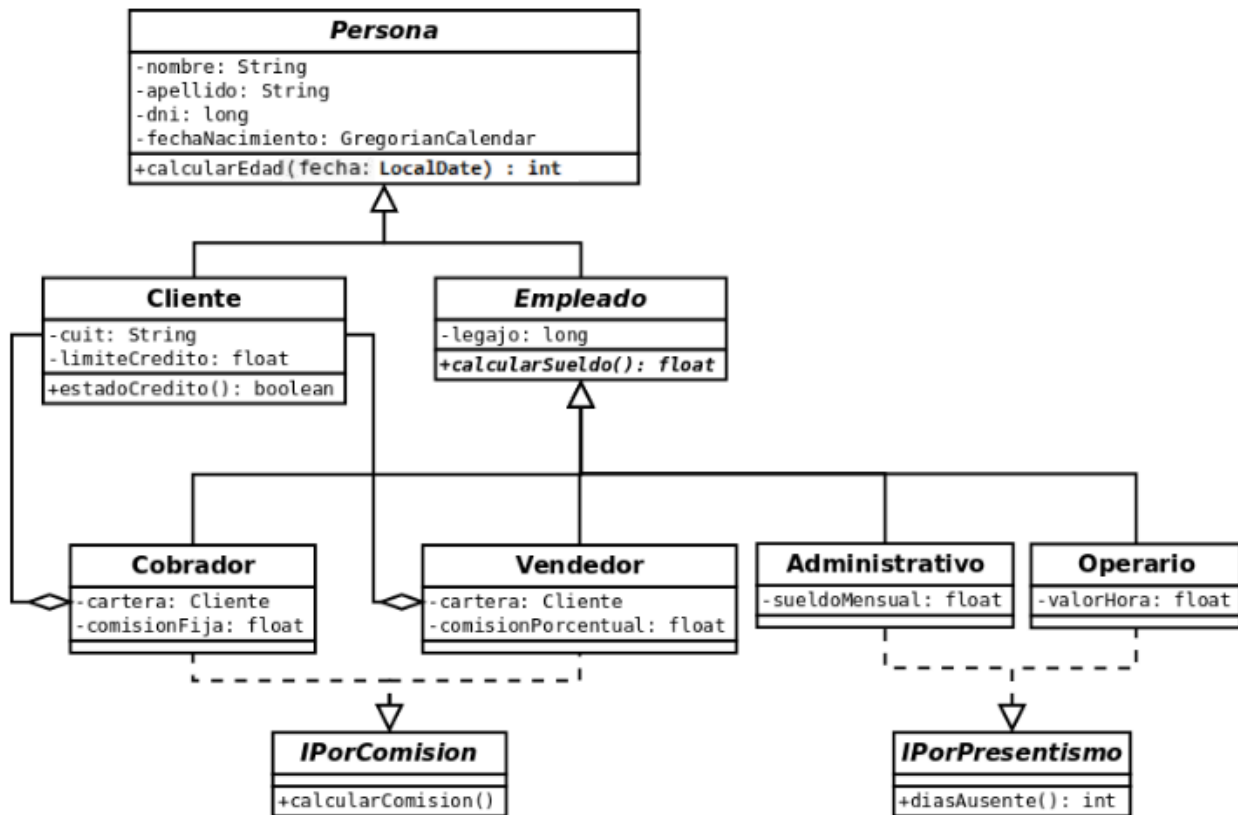 Persona
-nombre: String
-apellido: String
-dni: long
-fechaNacimiento: GregorianCalendar
+calcularEdad(fecha: LocalDate) : int
Cliente
-cuit: String
-limiteCredito: float
+estadoCredito(): boolean
Empleado
-legajo: long
+calcularSueldo(): float
Cobrador
-cartera: Cliente
-comisionFija: float
Vendedor
-cartera: Cliente
-comisionPorcentual: float
Administrativo
-sueldoMensual: float
Operario
-valorHora: float
IPorComision
+calcularComision()
IPorPresentismo
+diasAusente(): int